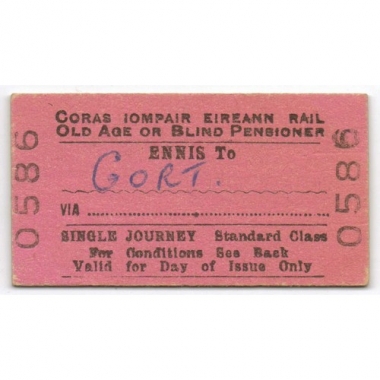 CORAS IOMPAIR EIREANN RAIL
OLD AGE OR BLIND PENSIONER
ENNIS To
GORT.
VIA
SINGLE JOURNEY Standard Class
For Conditions See Back
Valid for Day of Issue Only
0586
0586